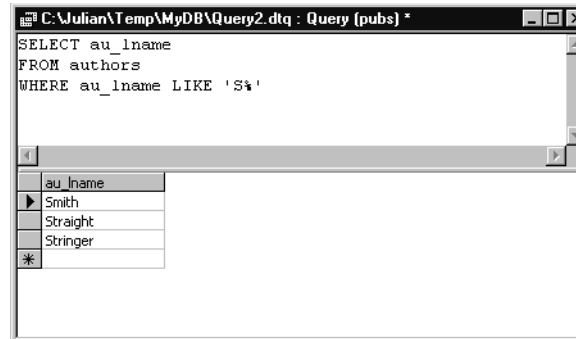 C:\Julian\Temp\MyDB\Query2.dtq : Query (pubs) *
SELECT au_lname
FROM authors
WHERE au_lname LIKE 'S%'
au_lname
Smith
Straight
Stringer